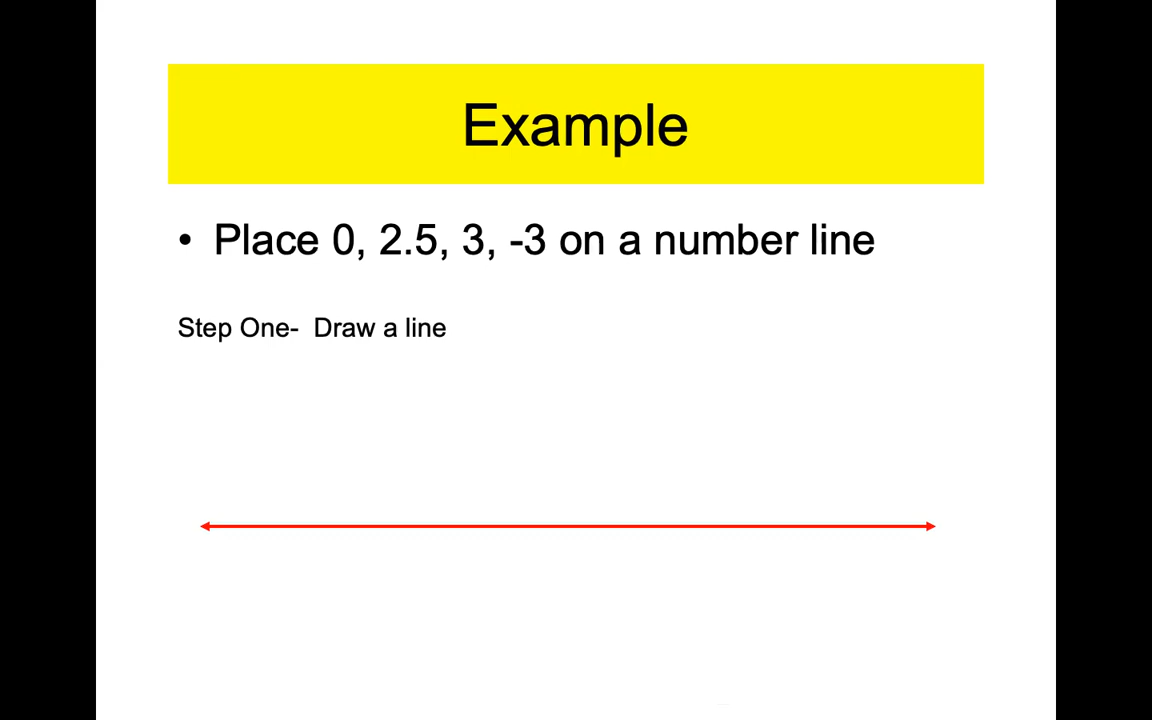 Example
• Place 0, 2.5, 3, -3 on a number line
Step One-  Draw a line